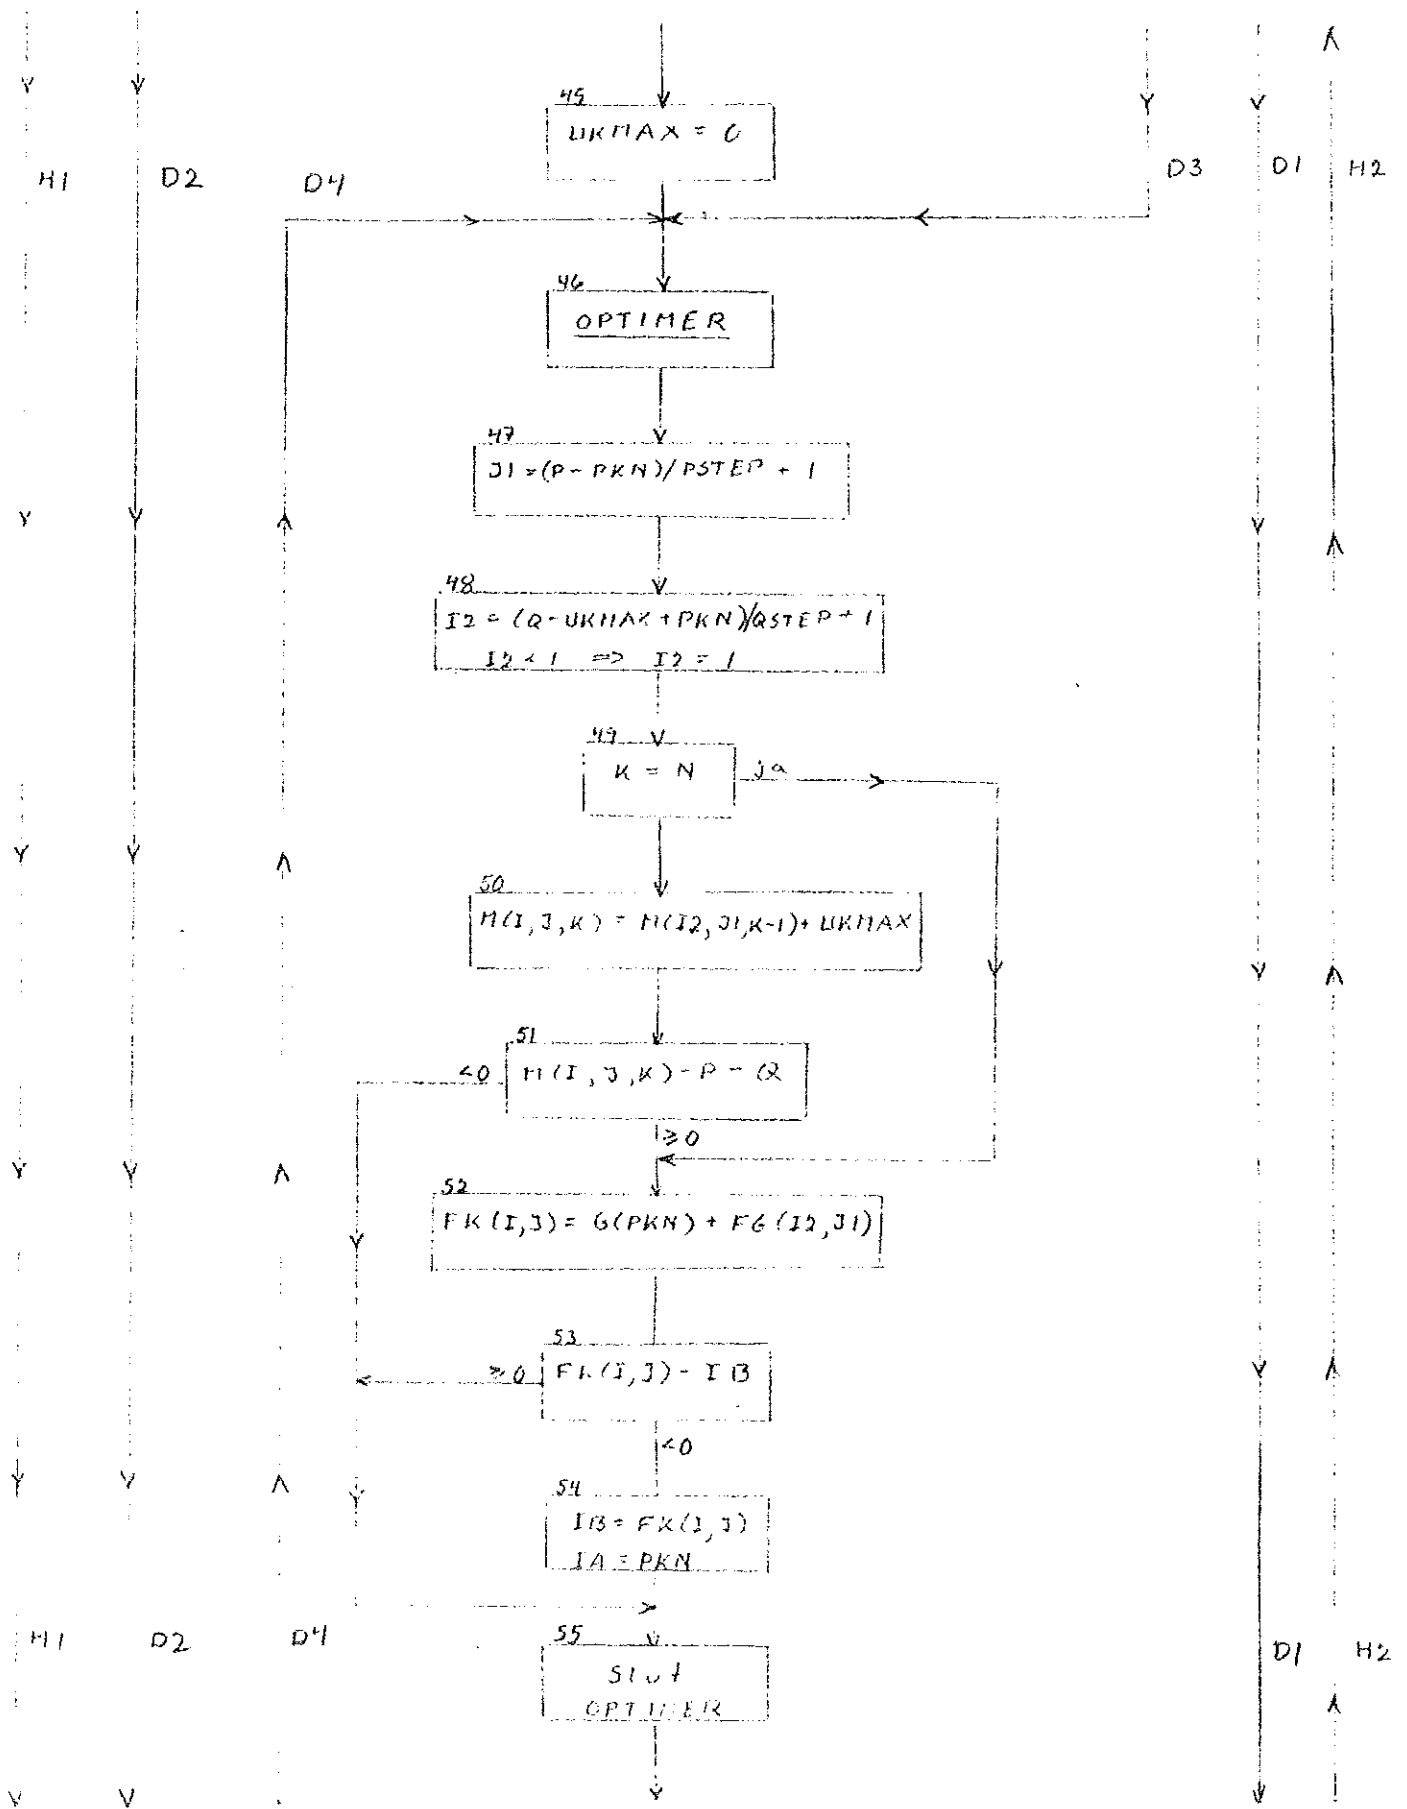 45
UKMAX = 0
H1 D2 D4 D3 D1 H2
46
OPTIMER
47
J1 = (P - PKN)/PSTEP + 1
48
I2 = (Q - UKMAX + PKN)/QSTEP + 1
I2 < 1 => I2 = 1
49
K = N ja
50
M(I,J,K) = M(I2,J1,K-1) + UKMAX
51
<0 M(I,J,K) - P - Q
≥0
52
FK(I,J) = G(PKN) + FG(I2,J1)
53
≥0 FK(I,J) - IB
<0
54
IB = FK(I,J)
IA = PKN
H1 D2 D4 55 D1 H2
Slut
OPTIMER